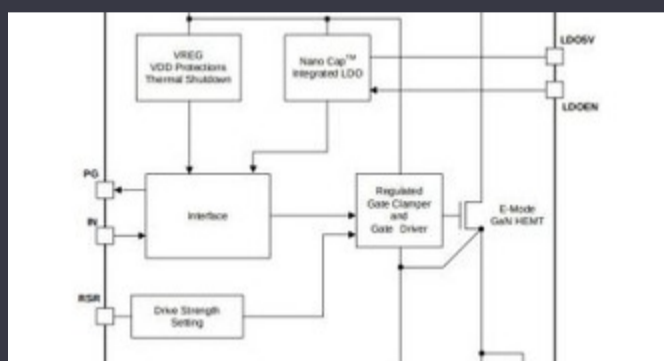 LDO5V
VREG
VDD Protections
Thermal Shutdown
Nano Cap™
Integrated LDO
LDOEN
PG
Interface
Regulated
Gate Clamper
and
Gate Driver
E-Mode
GaN HEMT
IN
RSR
Drive Strength
Setting